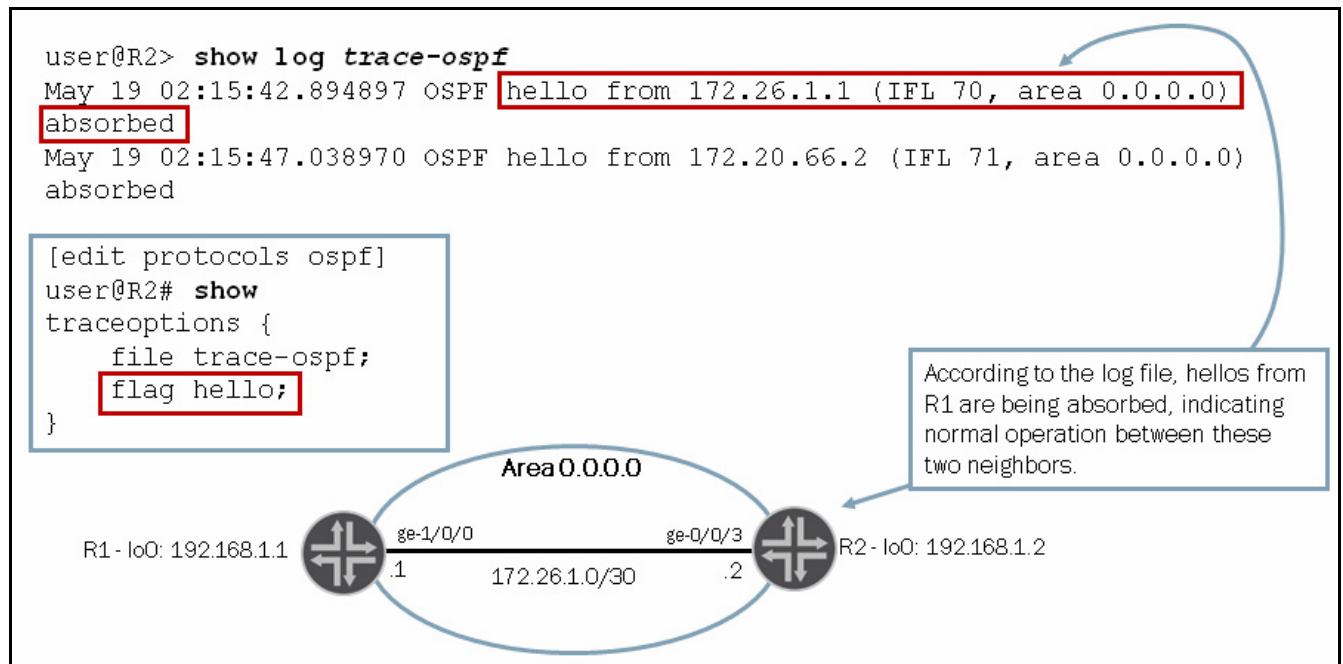 user@R2> show log trace-ospf
May 19 02:15:42.894897 OSPF hello from 172.26.1.1 (IFL 70, area 0.0.0.0)
absorbed
May 19 02:15:47.038970 OSPF hello from 172.20.66.2 (IFL 71, area 0.0.0.0)
absorbed
[edit protocols ospf]
user@R2# show
traceoptions {
    file trace-ospf;
    flag hello;
}
According to the log file, hellos from
R1 are being absorbed, indicating
normal operation between these
two neighbors.
Area 0.0.0.0
R1 - lo0: 192.168.1.1
ge-1/0/0
ge-0/0/3
R2 - lo0: 192.168.1.2
.1
172.26.1.0/30
.2